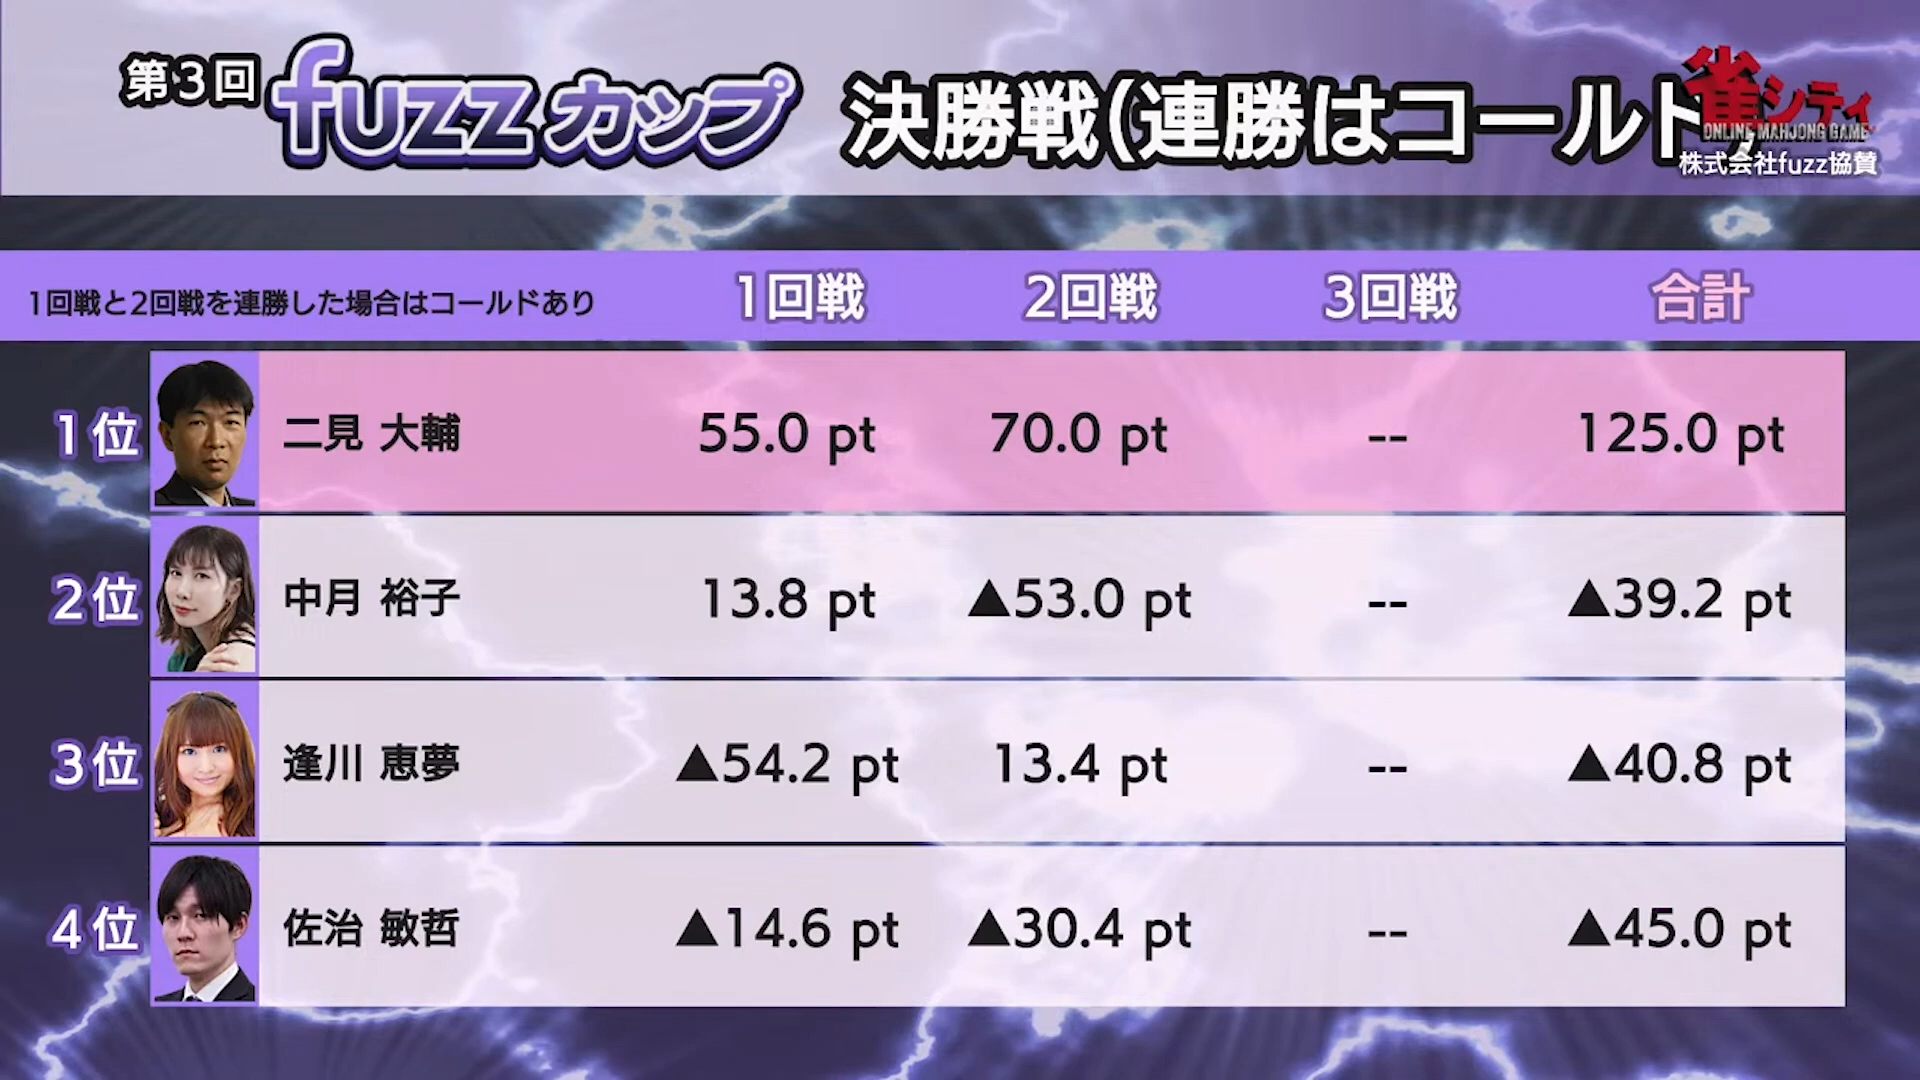 第3回 fuzzカップ 決勝戦(連勝はコールド)
雀シティ
ONLINE MAHJONG GAME
株式会社fuzz協賛
1回戦と2回戦を連勝した場合はコールドあり 1回戦 2回戦 3回戦 合計
1位 二見 大輔 55.0 pt 70.0 pt -- 125.0 pt
2位 中月 裕子 13.8 pt ▲53.0 pt -- ▲39.2 pt
3位 逢川 恵夢 ▲54.2 pt 13.4 pt -- ▲40.8 pt
4位 佐治 敏哲 ▲14.6 pt ▲30.4 pt -- ▲45.0 pt